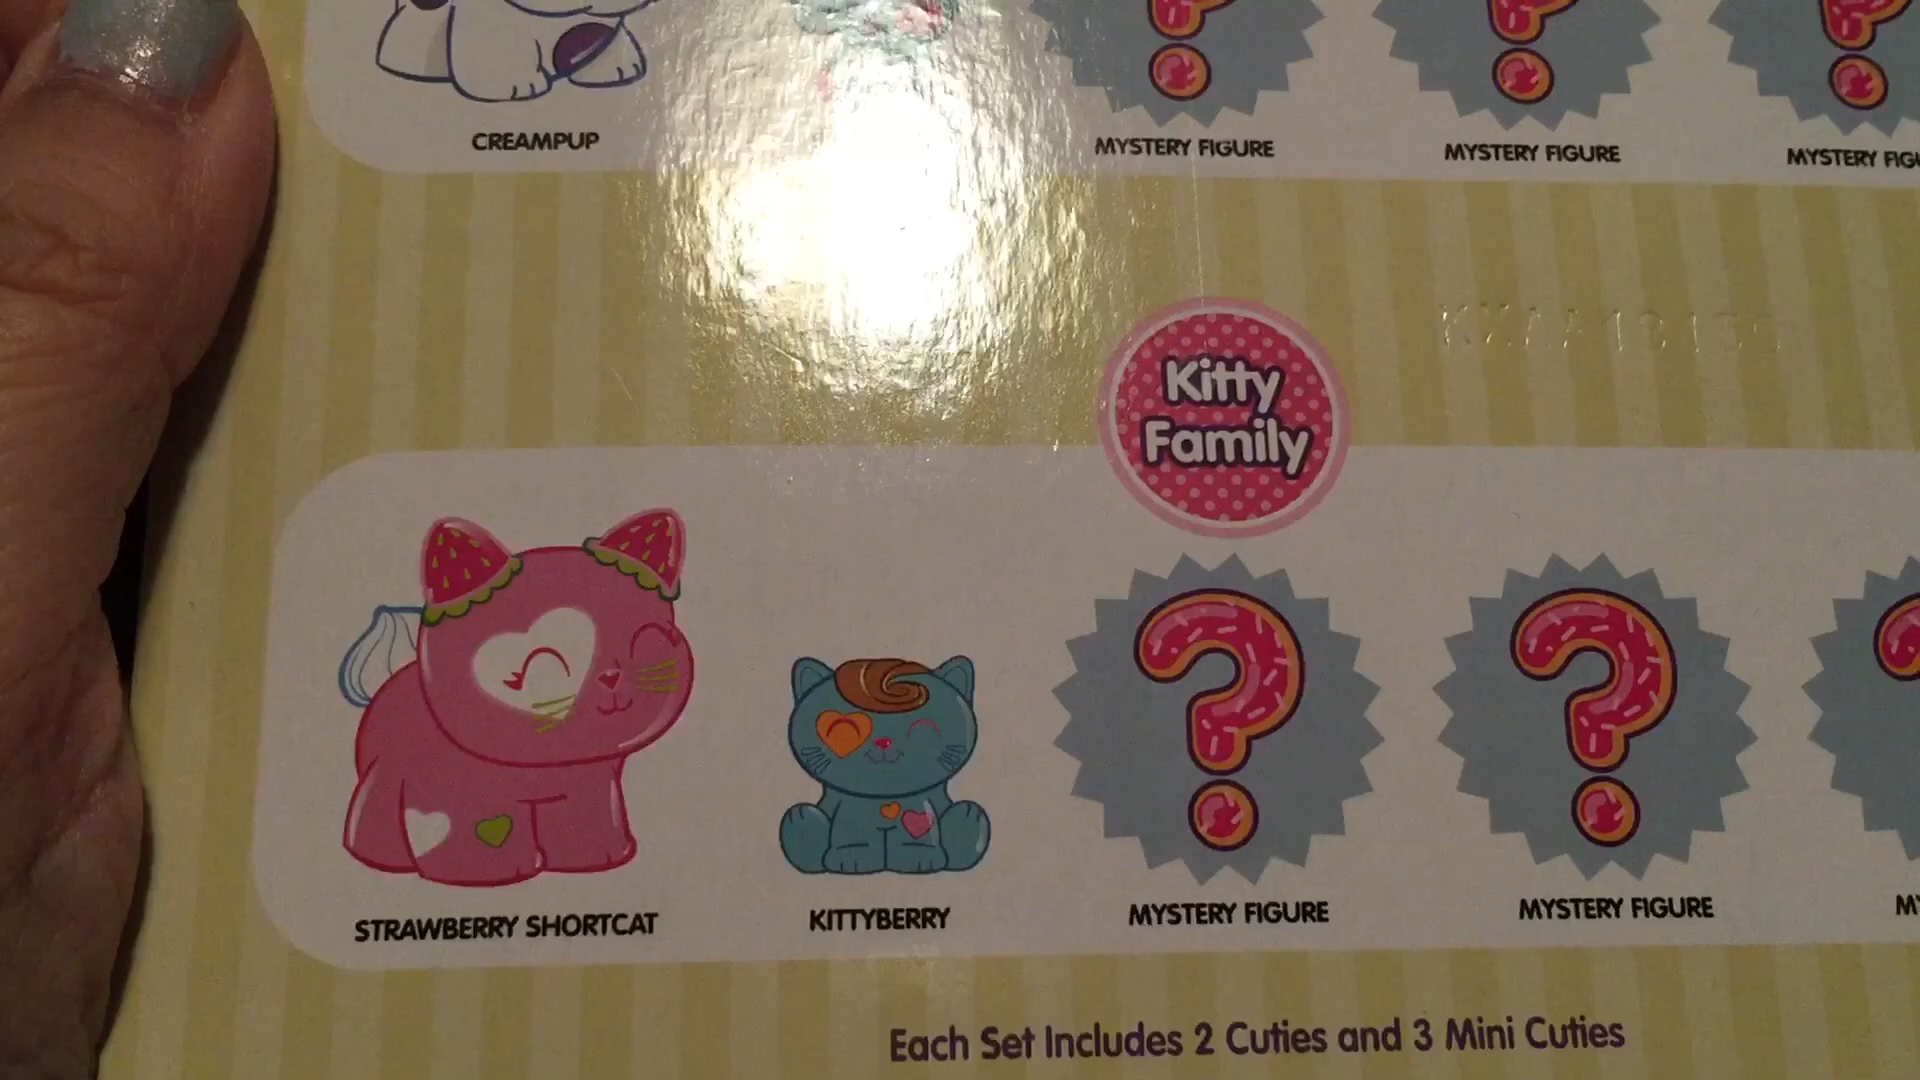 CREAMPUP
MYSTERY FIGURE
MYSTERY FIGURE
MYSTERY
Kitty
Family
STRAWBERRY SHORTCAT
KITTYBERRY
MYSTERY FIGURE
MYSTERY FIGURE
Each Set Includes 2 Cuties and 3 Mini Cuties